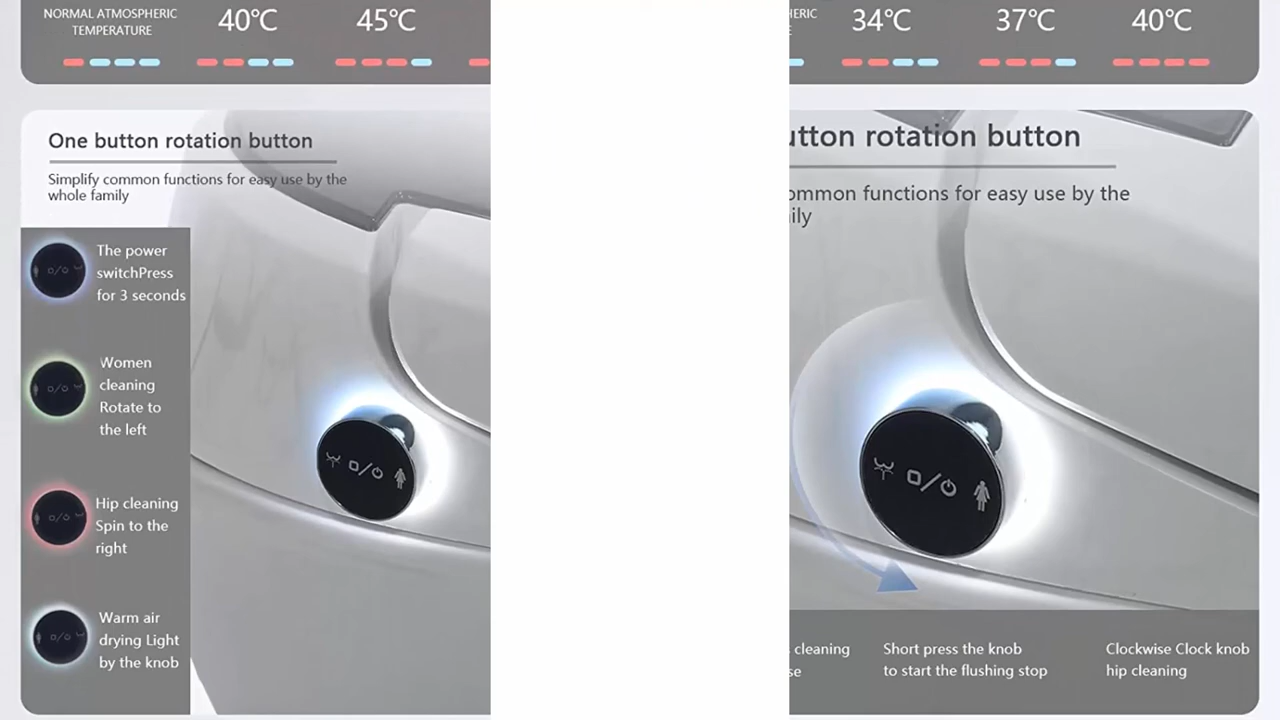 NORMAL ATMOSPHERIC
TEMPERATURE
40℃
45℃
One button rotation button
Simplify common functions for easy use by the
whole family
The power
switchPress
for 3 seconds
Women
cleaning
Rotate to
the left
Hip cleaning
Spin to the
right
Warm air
drying Light
by the knob
34℃
37℃
40℃
rotation button
functions for easy use by the
cleaning
Short press the knob
to start the flushing stop
Clockwise Clock knob
hip cleaning